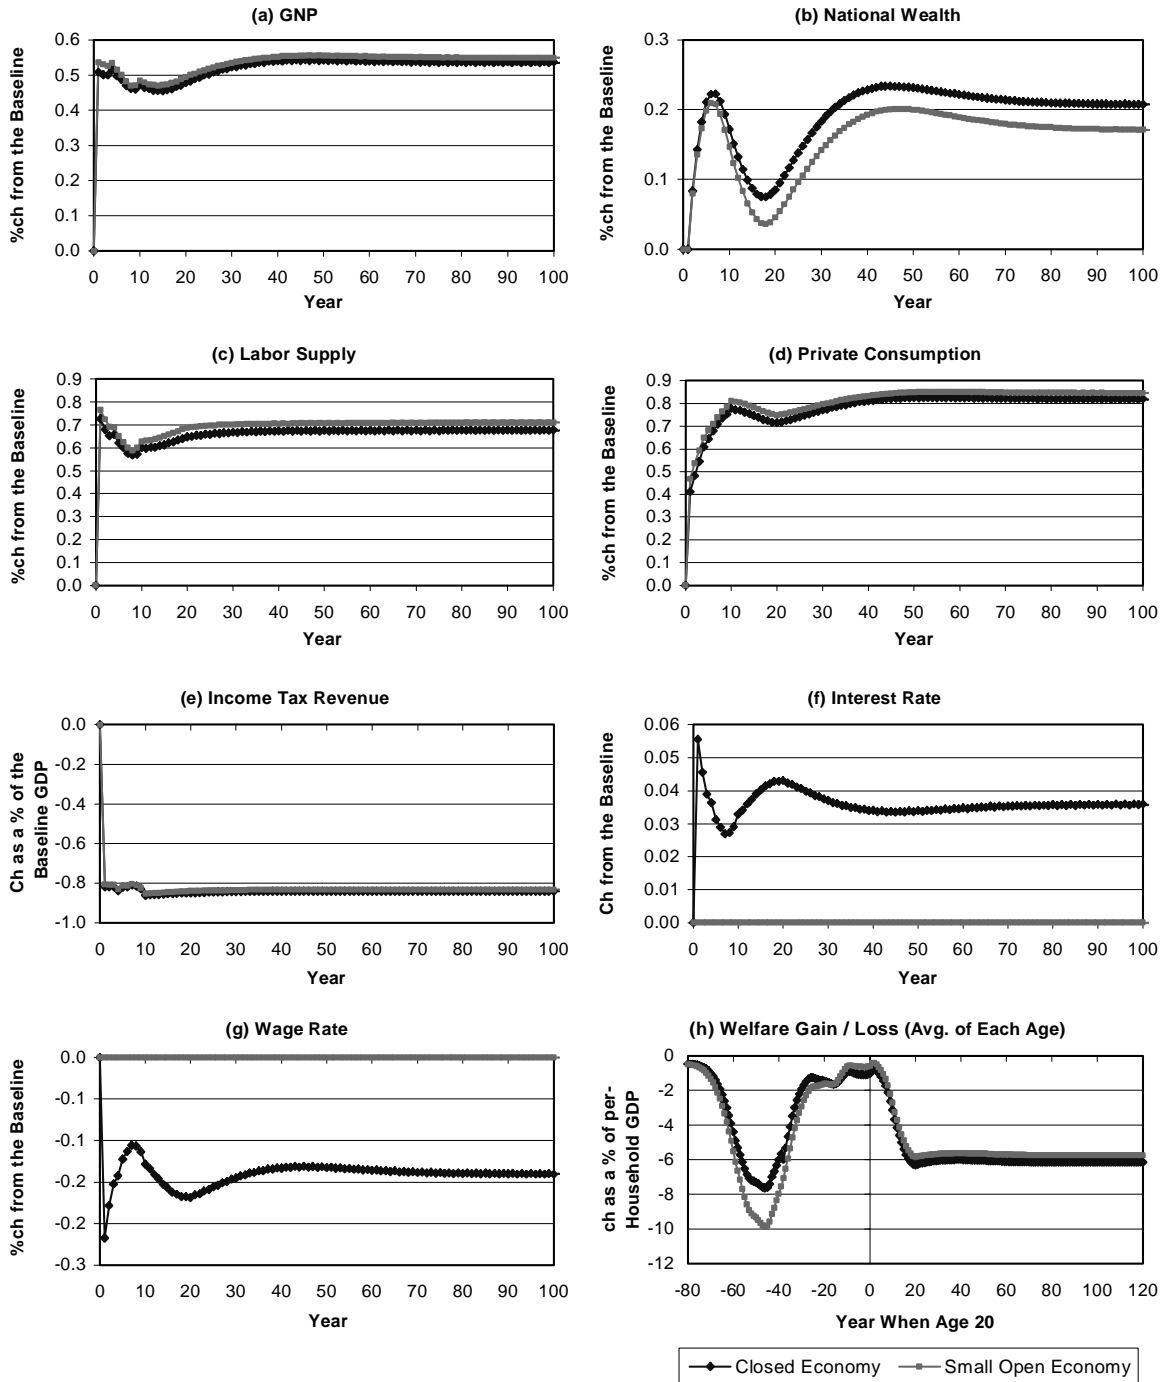 (a) GNP
%ch from the Baseline
0.6
0.5
0.4
0.3
0.2
0.1
0.0
0 10 20 30 40 50 60 70 80 90 100
Year
(b) National Wealth
%ch from the Baseline
0.3
0.2
0.1
0.0
0 10 20 30 40 50 60 70 80 90 100
Year
(c) Labor Supply
%ch from the Baseline
0.9
0.8
0.7
0.6
0.5
0.4
0.3
0.2
0.1
0.0
0 10 20 30 40 50 60 70 80 90 100
Year
(d) Private Consumption
%ch from the Baseline
0.9
0.8
0.7
0.6
0.5
0.4
0.3
0.2
0.1
0.0
0 10 20 30 40 50 60 70 80 90 100
Year
(e) Income Tax Revenue
Ch as a % of the
Baseline GDP
0.0
-0.2
-0.4
-0.6
-0.8
-1.0
0 10 20 30 40 50 60 70 80 90 100
Year
(f) Interest Rate
Ch from the Baseline
0.06
0.05
0.04
0.03
0.02
0.01
0.00
0 10 20 30 40 50 60 70 80 90 100
Year
(g) Wage Rate
%ch from the Baseline
0.0
-0.1
-0.1
-0.2
-0.2
-0.3
0 10 20 30 40 50 60 70 80 90 100
Year
(h) Welfare Gain / Loss (Avg. of Each Age)
ch as a % of per-
Household GDP
0
-2
-4
-6
-8
-10
-12
-80 -60 -40 -20 0 20 40 60 80 100 120
Year When Age 20
Closed Economy Small Open Economy